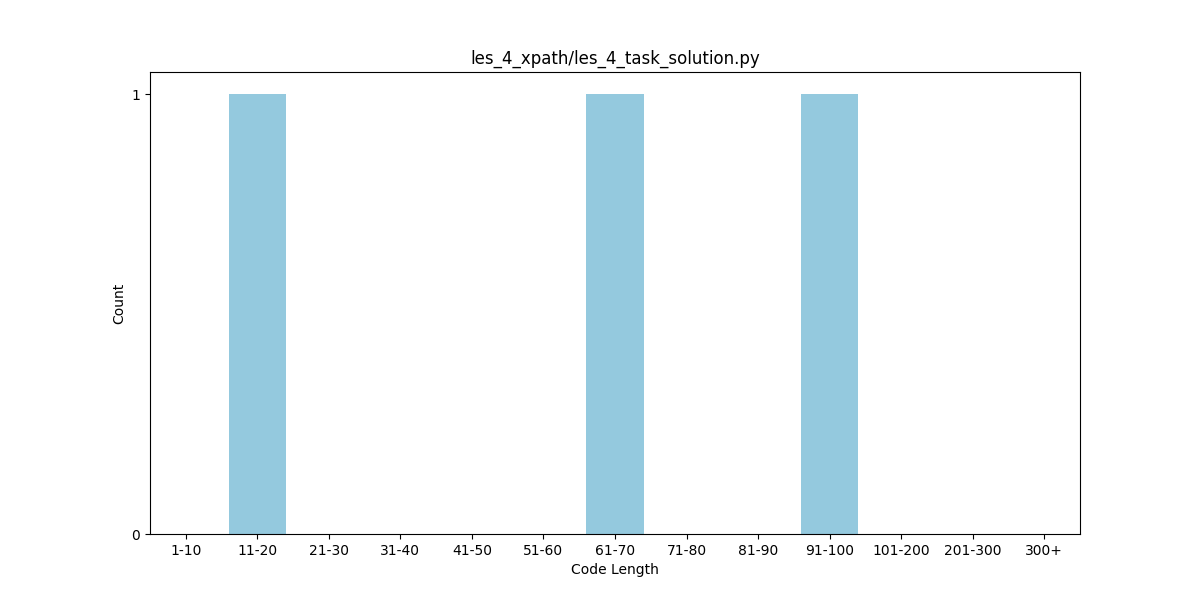 les_4_xpath/les_4_task_solution.py
Count
1
0
1-10 11-20 21-30 31-40 41-50 51-60 61-70 71-80 81-90 91-100 101-200 201-300 300+
Code Length